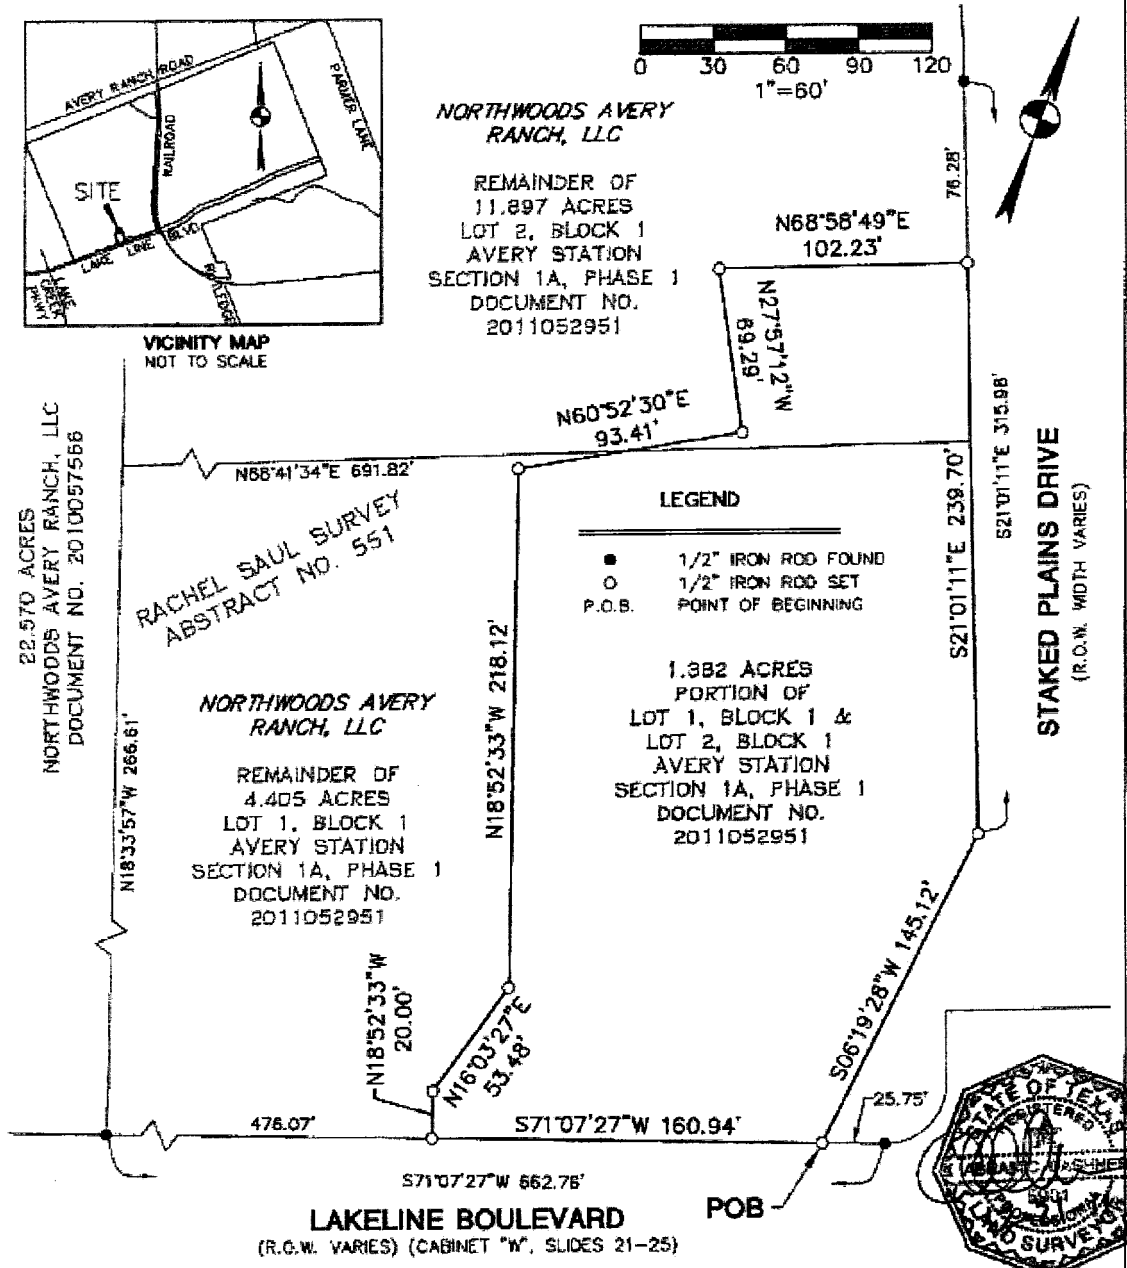 AVERY RANCH ROAD
PARMER LANE
RAILROAD
SITE
LAKE LINE BLVD.
LAKE
CREEK
PKWY
RUTLEDGE
VICINITY MAP
NOT TO SCALE
0 30 60 90 120
1"=60'
NORTHWOODS AVERY
RANCH, LLC
REMAINDER OF
11.897 ACRES
LOT 2, BLOCK 1
AVERY STATION
SECTION 1A, PHASE 1
DOCUMENT NO.
2011052951
76.28'
N68°58'49"E
102.23'
N27°57'12"W
69.29'
N60°52'30"E
93.41'
N68°41'34"E 691.82'
S21°01'11"E 239.70'
S21°01'11"E 315.98'
STAKED PLAINS DRIVE
(R.O.W. WIDTH VARIES)
22.570 ACRES
NORTHWOODS AVERY RANCH, LLC
DOCUMENT NO. 2010057566
RACHEL SAUL SURVEY
ABSTRACT NO. 551
LEGEND
1/2" IRON ROD FOUND
1/2" IRON ROD SET
P.O.B. POINT OF BEGINNING
N18°52'33"W 218.12'
1.382 ACRES
PORTION OF
LOT 1, BLOCK 1 &
LOT 2, BLOCK 1
AVERY STATION
SECTION 1A, PHASE 1
DOCUMENT NO.
2011052951
NORTHWOODS AVERY
RANCH, LLC
REMAINDER OF
4.405 ACRES
LOT 1, BLOCK 1
AVERY STATION
SECTION 1A, PHASE 1
DOCUMENT NO.
2011052951
N18°33'57"W 266.61'
N18°52'33"W
20.00'
N16°03'27"E
53.48'
S06°19'28"W 145.12'
25.75'
476.07'
S71°07'27"W 160.94'
S71°07'27"W 662.76'
POB
LAKELINE BOULEVARD
(R.O.W. VARIES) (CABINET "W", SLIDES 21-25)
STATE OF TEXAS
REGISTERED
LAND SURVEYOR